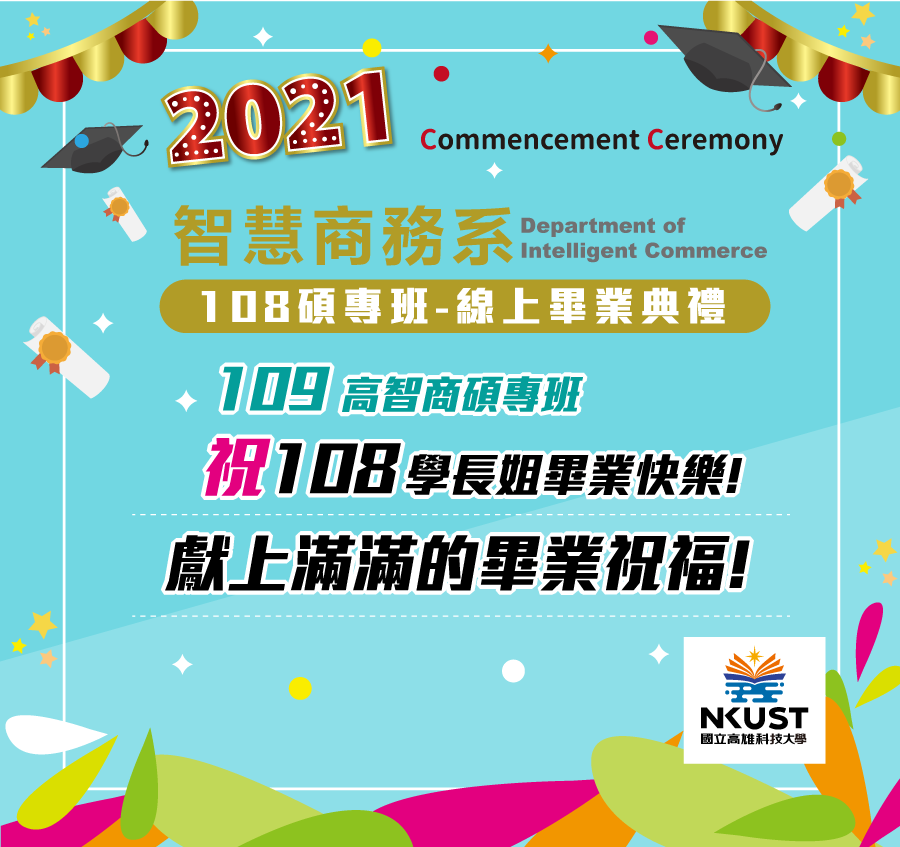 2021
Commencement Ceremony
智慧商務系
Department of
Intelligent Commerce
108碩專班-線上畢業典禮
109 高智商碩專班
祝108學長姐畢業快樂!
獻上滿滿的畢業祝福!
NKUST
國立高雄科技大學